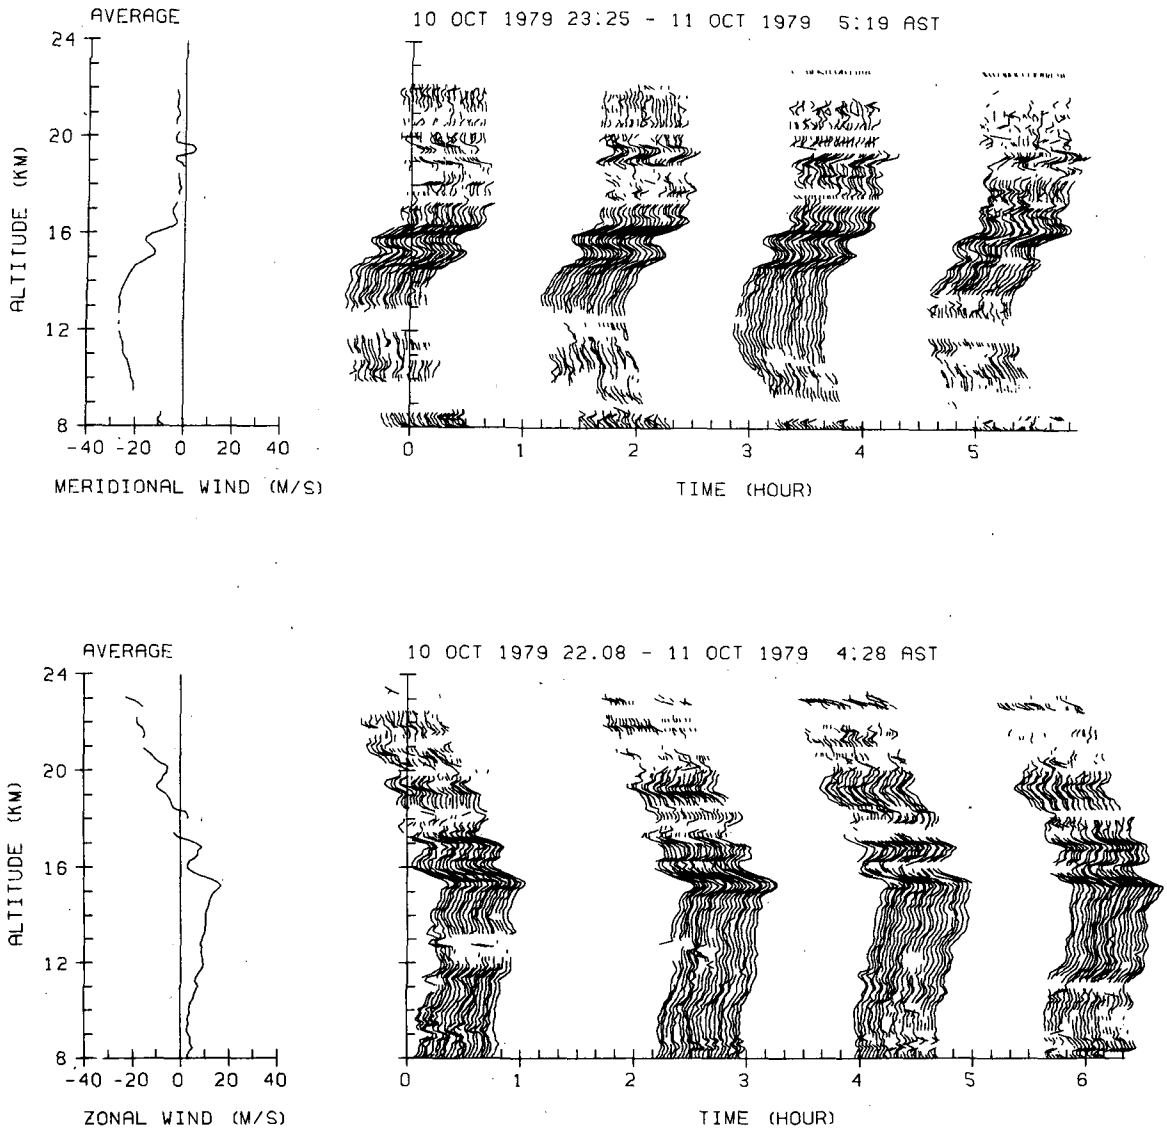 AVERAGE
10 OCT 1979 23:25 - 11 OCT 1979 5:19 AST
24
20
16
12
8
ALTITUDE (KM)
-40 -20 0 20 40
0 1 2 3 4 5
MERIDIONAL WIND (M/S)
TIME (HOUR)
AVERAGE
10 OCT 1979 22.08 - 11 OCT 1979 4:28 AST
24
20
16
12
8
ALTITUDE (KM)
-40 -20 0 20 40
0 1 2 3 4 5 6
ZONAL WIND (M/S)
TIME (HOUR)